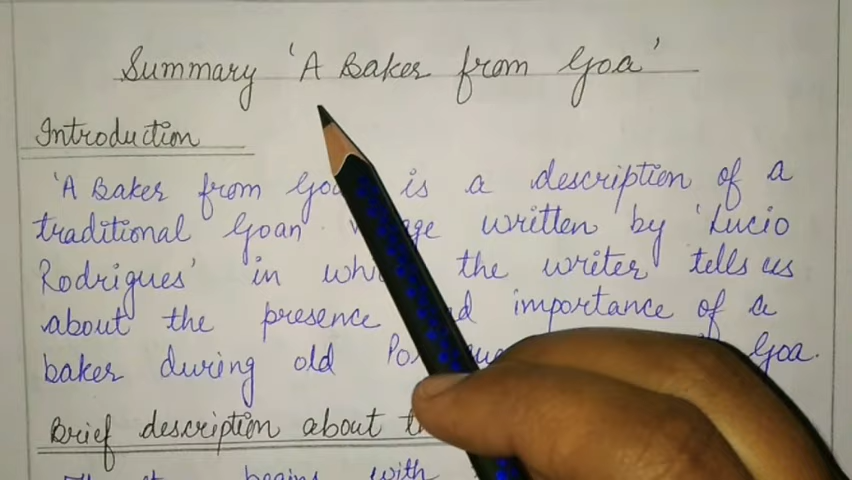 Summary 'A Baker from Goa'
Introduction
'A Baker from Goa is a description of a
traditional Goan written by 'Lucio
Rodrigues' in the writer tells us
about the presence importance of a
baker during old Goa.
Brief description about
begins with